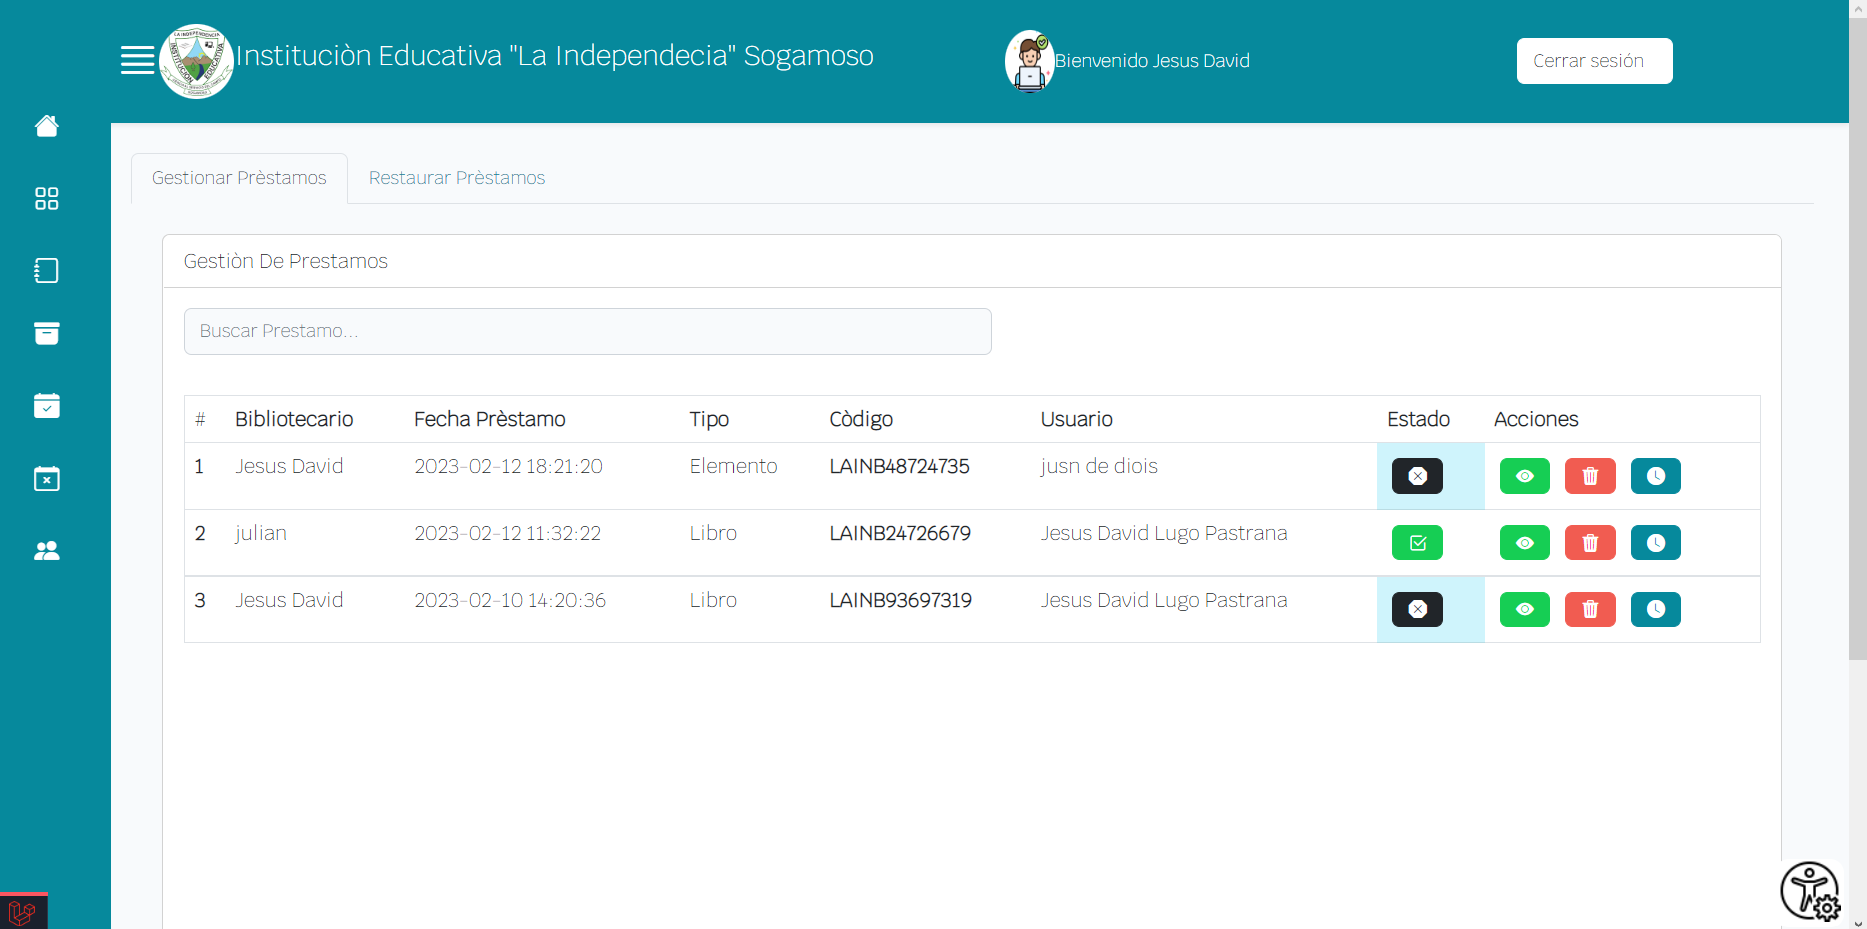 Instituciòn Educativa "La Independecia" Sogamoso
Bienvenido Jesus David
Cerrar sesión
Gestionar Prèstamos
Restaurar Prèstamos
Gestiòn De Prestamos
Buscar Prestamo...
# Bibliotecario Fecha Prèstamo Tipo Còdigo Usuario Estado Acciones
1 Jesus David 2023-02-12 18:21:20 Elemento LAINB48724735 jusn de diois
2 julian 2023-02-12 11:32:22 Libro LAINB24726679 Jesus David Lugo Pastrana
3 Jesus David 2023-02-10 14:20:36 Libro LAINB93697319 Jesus David Lugo Pastrana